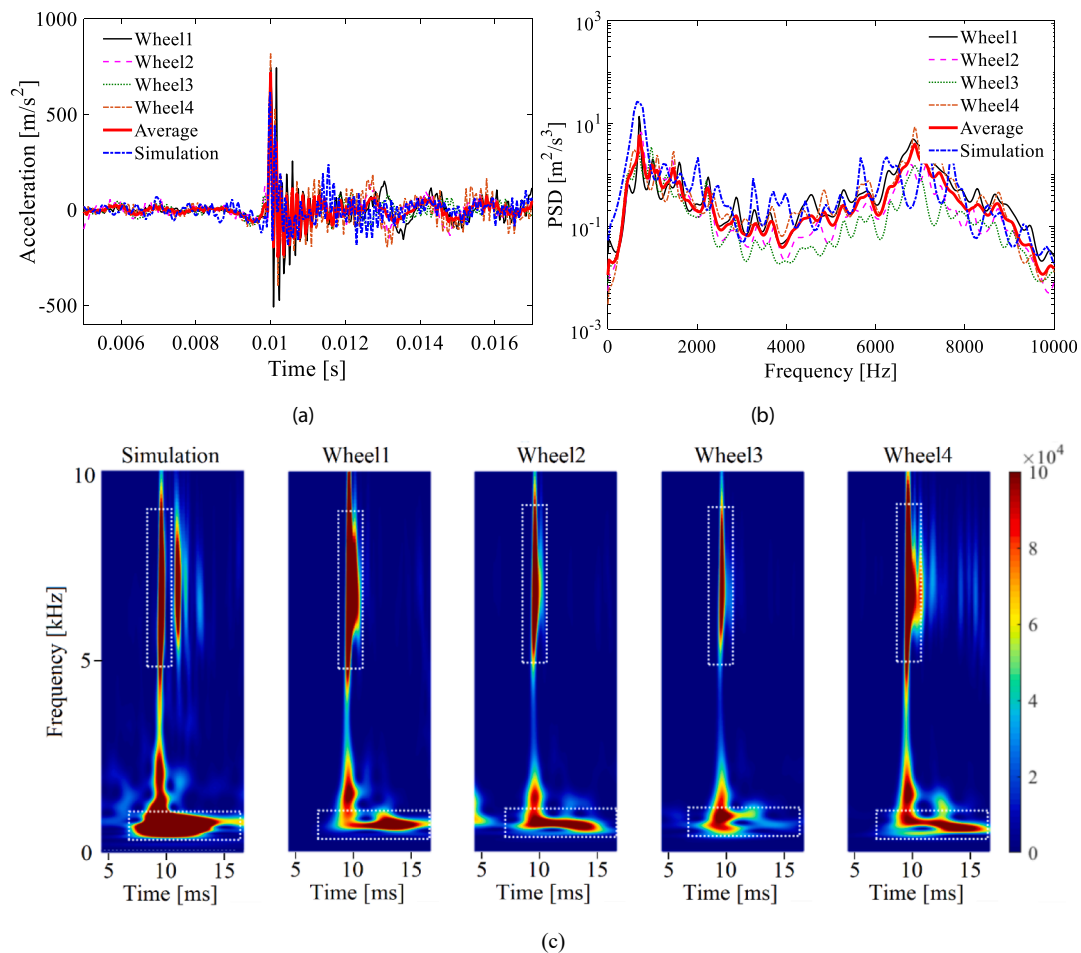 1000
500
0
-500
Acceleration [m/s²]
Wheel1
Wheel2
Wheel3
Wheel4
Average
Simulation
0.006
0.008
0.01
0.012
0.014
0.016
Time [s]
(a)
10³
10¹
10⁻¹
10⁻³
PSD [m²/s³]
Wheel1
Wheel2
Wheel3
Wheel4
Average
Simulation
0
2000
4000
6000
8000
10000
Frequency [Hz]
(b)
Simulation
Wheel1
Wheel2
Wheel3
Wheel4
10
5
0
Frequency [kHz]
5
10
15
Time [ms]
5
10
15
Time [ms]
5
10
15
Time [ms]
5
10
15
Time [ms]
5
10
15
Time [ms]
×10⁴
10
8
6
4
2
0
(c)